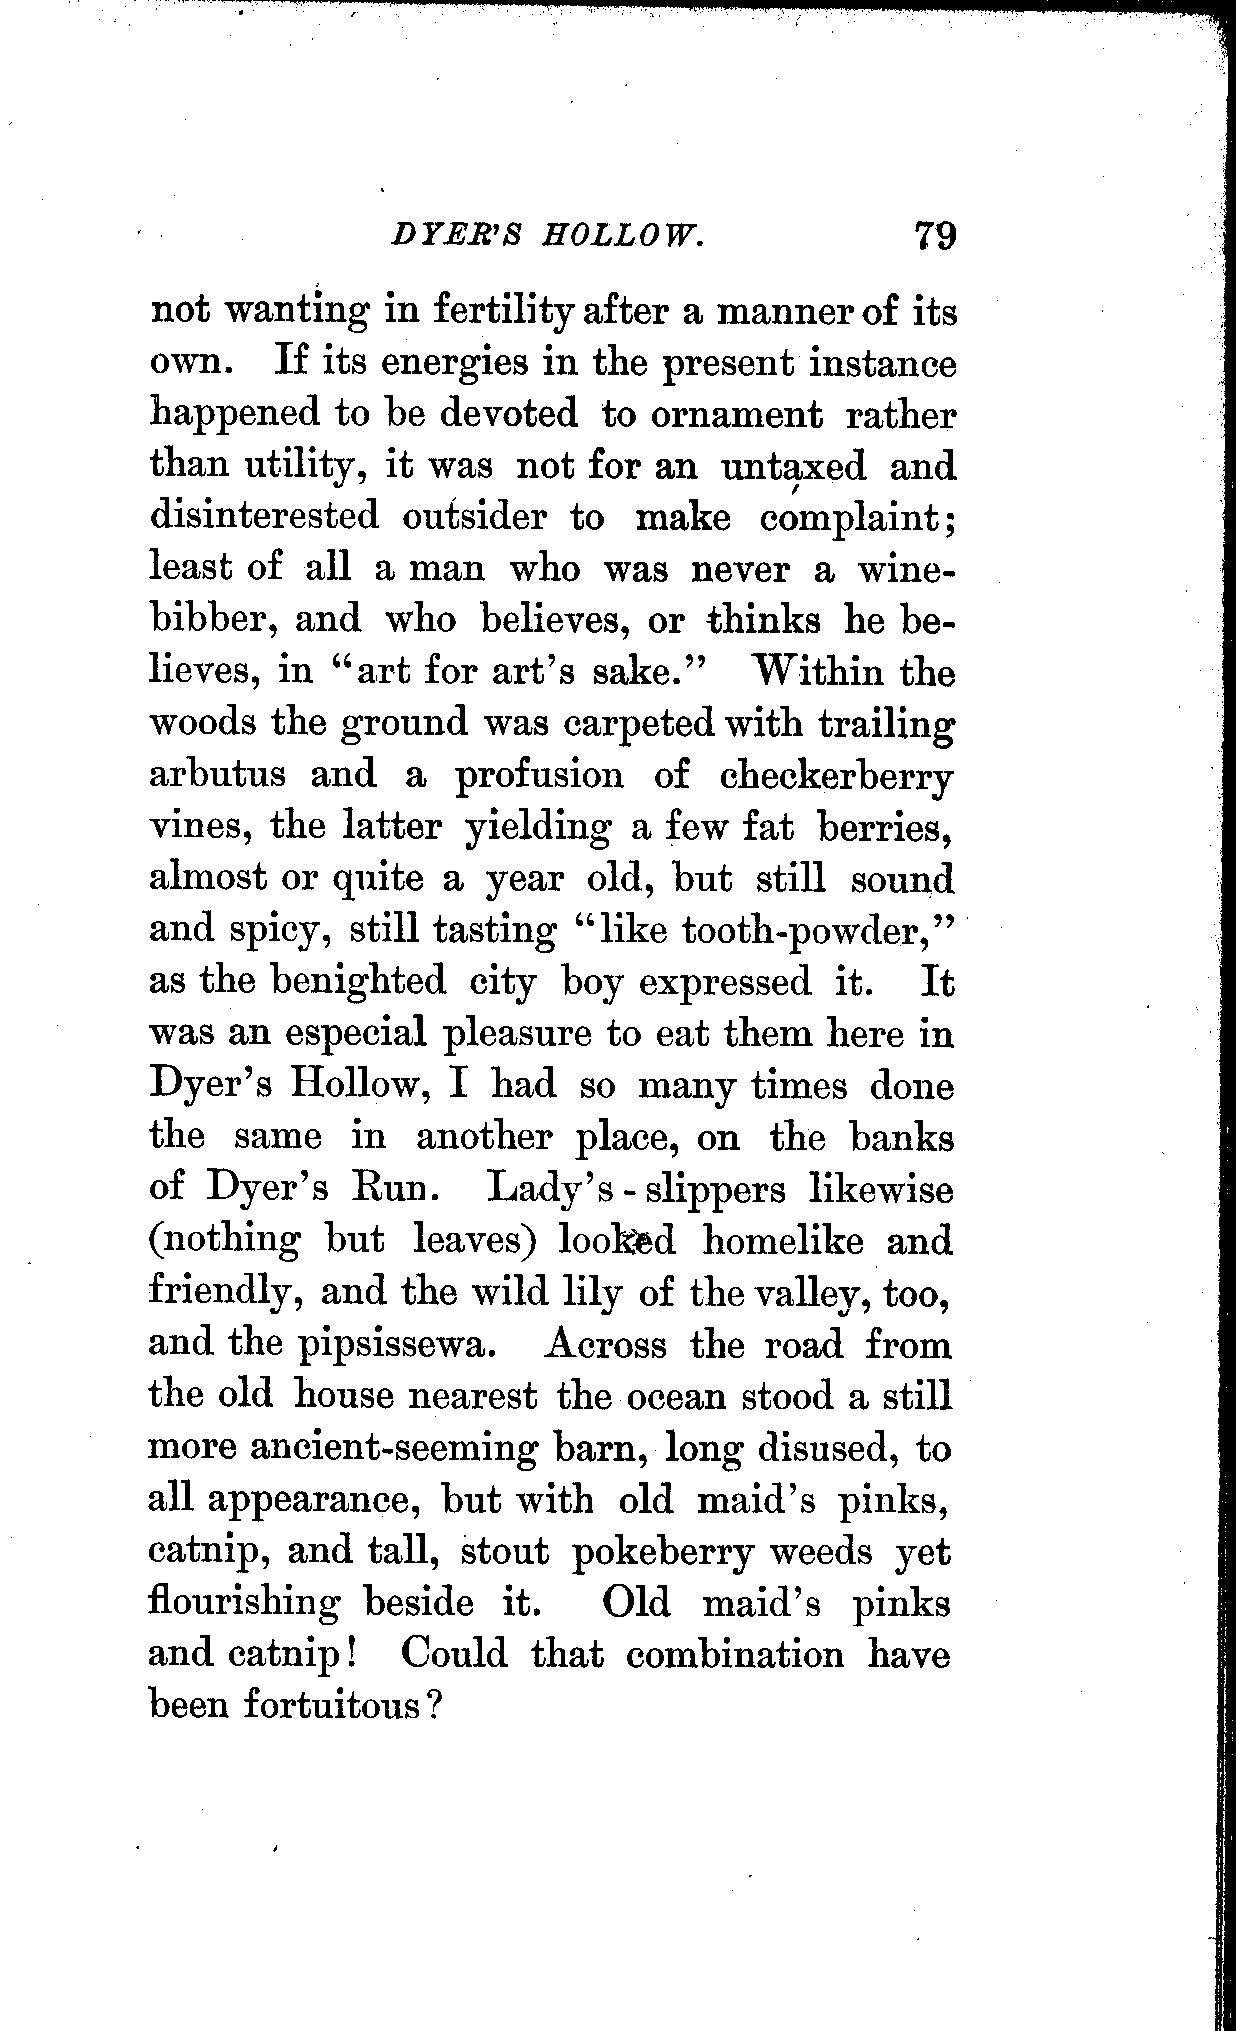 DYER'S HOLLOW. 79
not wanting in fertility after a manner of its
own. If its energies in the present instance
happened to be devoted to ornament rather
than utility, it was not for an untaxed and
disinterested outsider to make complaint;
least of all a man who was never a wine-
bibber, and who believes, or thinks he be-
lieves, in "art for art's sake." Within the
woods the ground was carpeted with trailing
arbutus and a profusion of checkerberry
vines, the latter yielding a few fat berries,
almost or quite a year old, but still sound
and spicy, still tasting "like tooth-powder,"
as the benighted city boy expressed it. It
was an especial pleasure to eat them here in
Dyer's Hollow, I had so many times done
the same in another place, on the banks
of Dyer's Run. Lady's-slippers likewise
(nothing but leaves) looked homelike and
friendly, and the wild lily of the valley, too,
and the pipsissewa. Across the road from
the old house nearest the ocean stood a still
more ancient-seeming barn, long disused, to
all appearance, but with old maid's pinks,
catnip, and tall, stout pokeberry weeds yet
flourishing beside it. Old maid's pinks
and catnip! Could that combination have
been fortuitous?